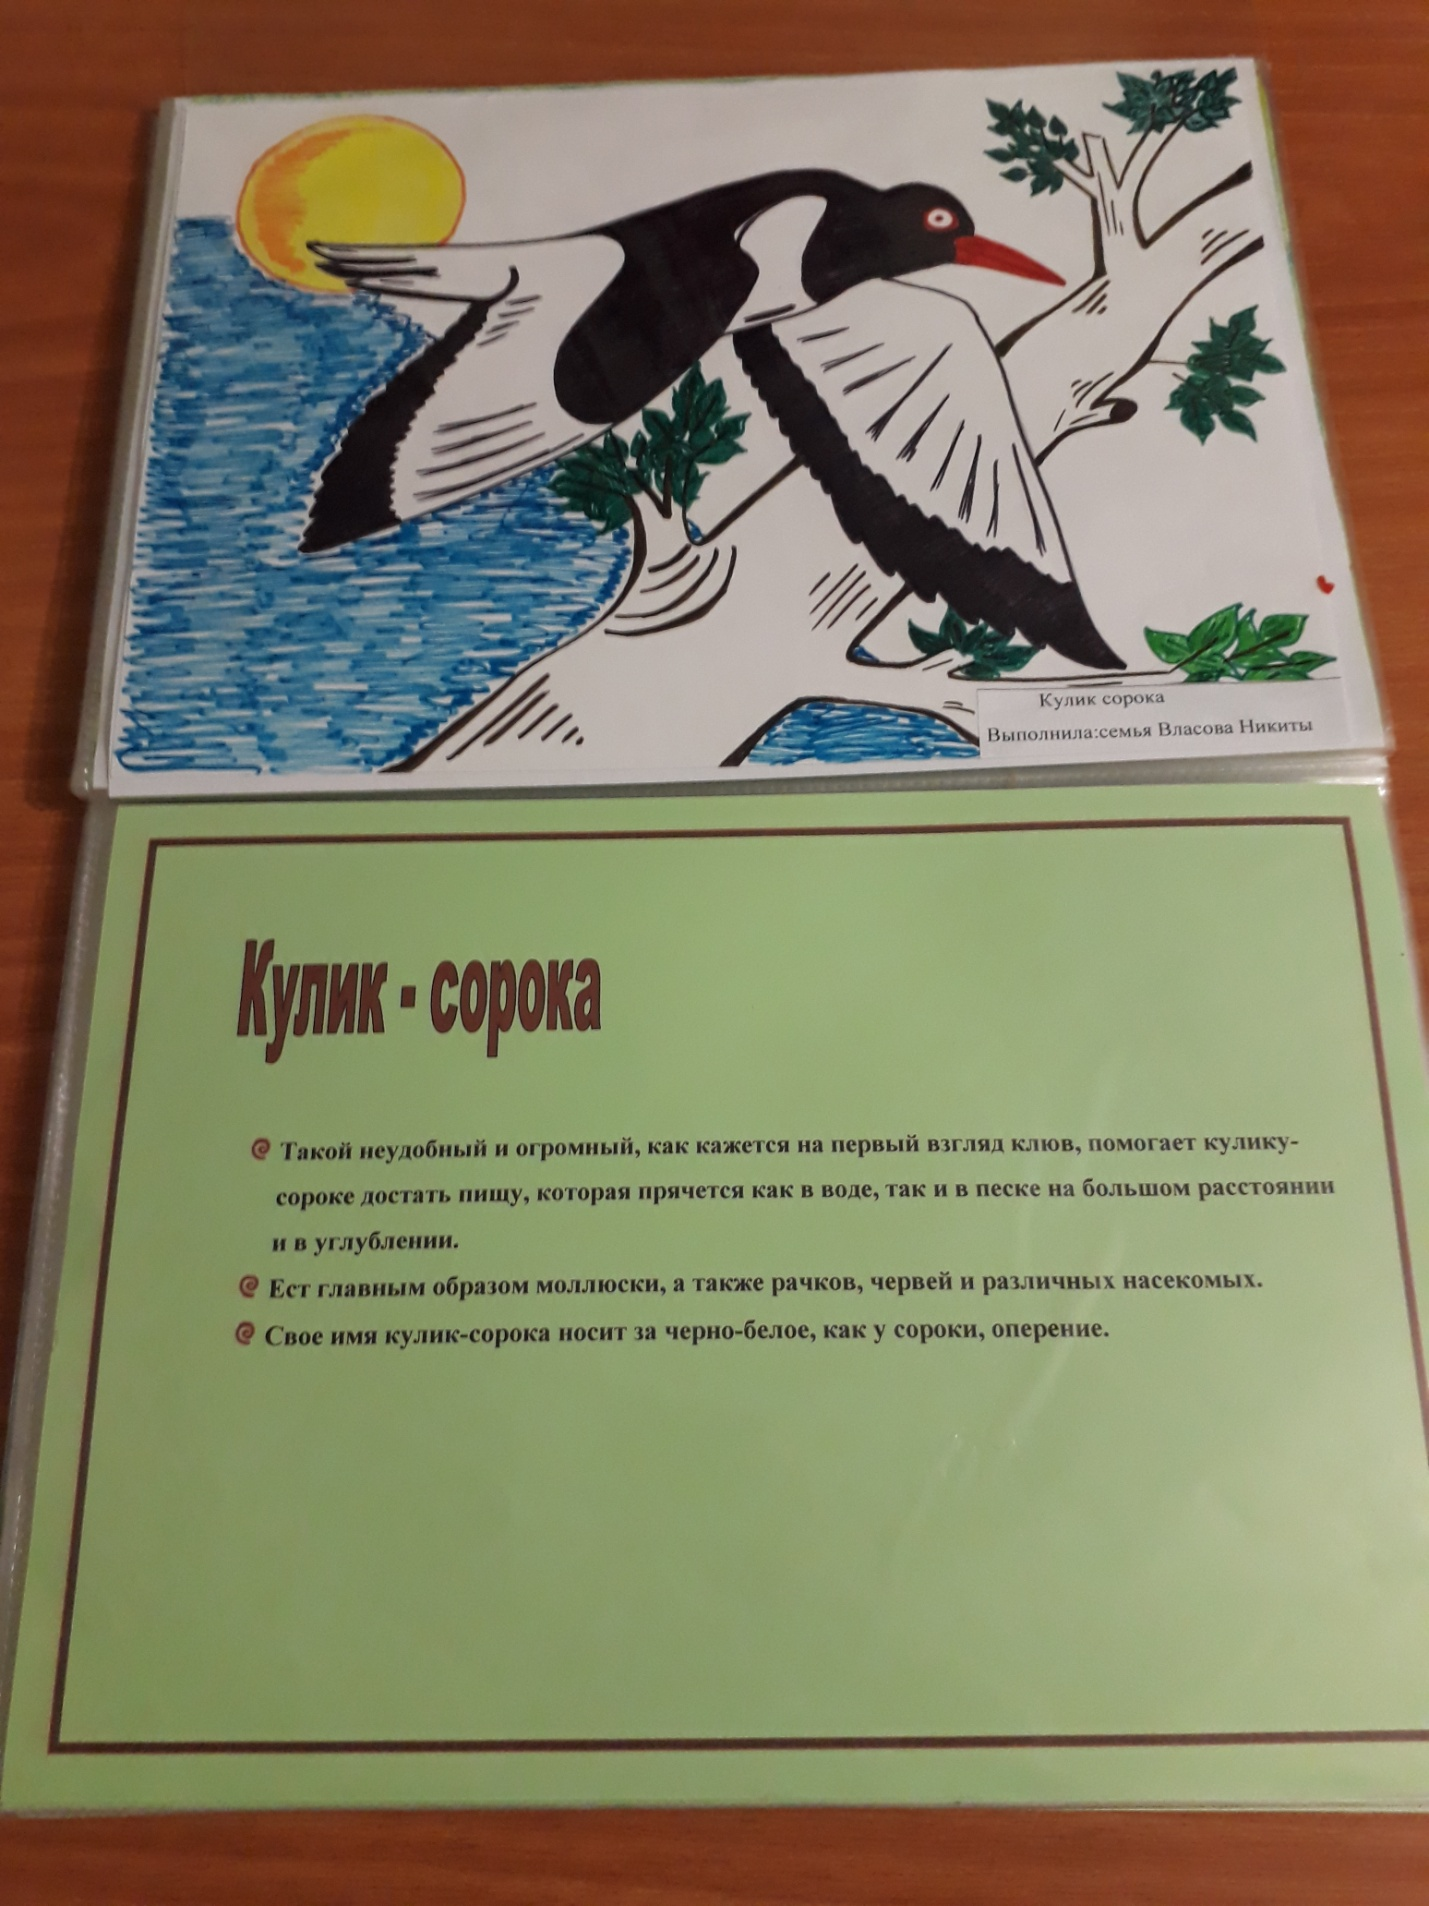 Кулик сорока
Выполнила:семья Власова Никиты
Кулик - сорока
Такой неудобный и огромный, как кажется на первый взгляд клюв, помогает кулику-
сороке достать пищу, которая прячется как в воде, так и в песке на большом расстоянии
и в углублении.
Ест главным образом моллюски, а также рачков, червей и различных насекомых.
Свое имя кулик-сорока носит за черно-белое, как у сороки, оперение.